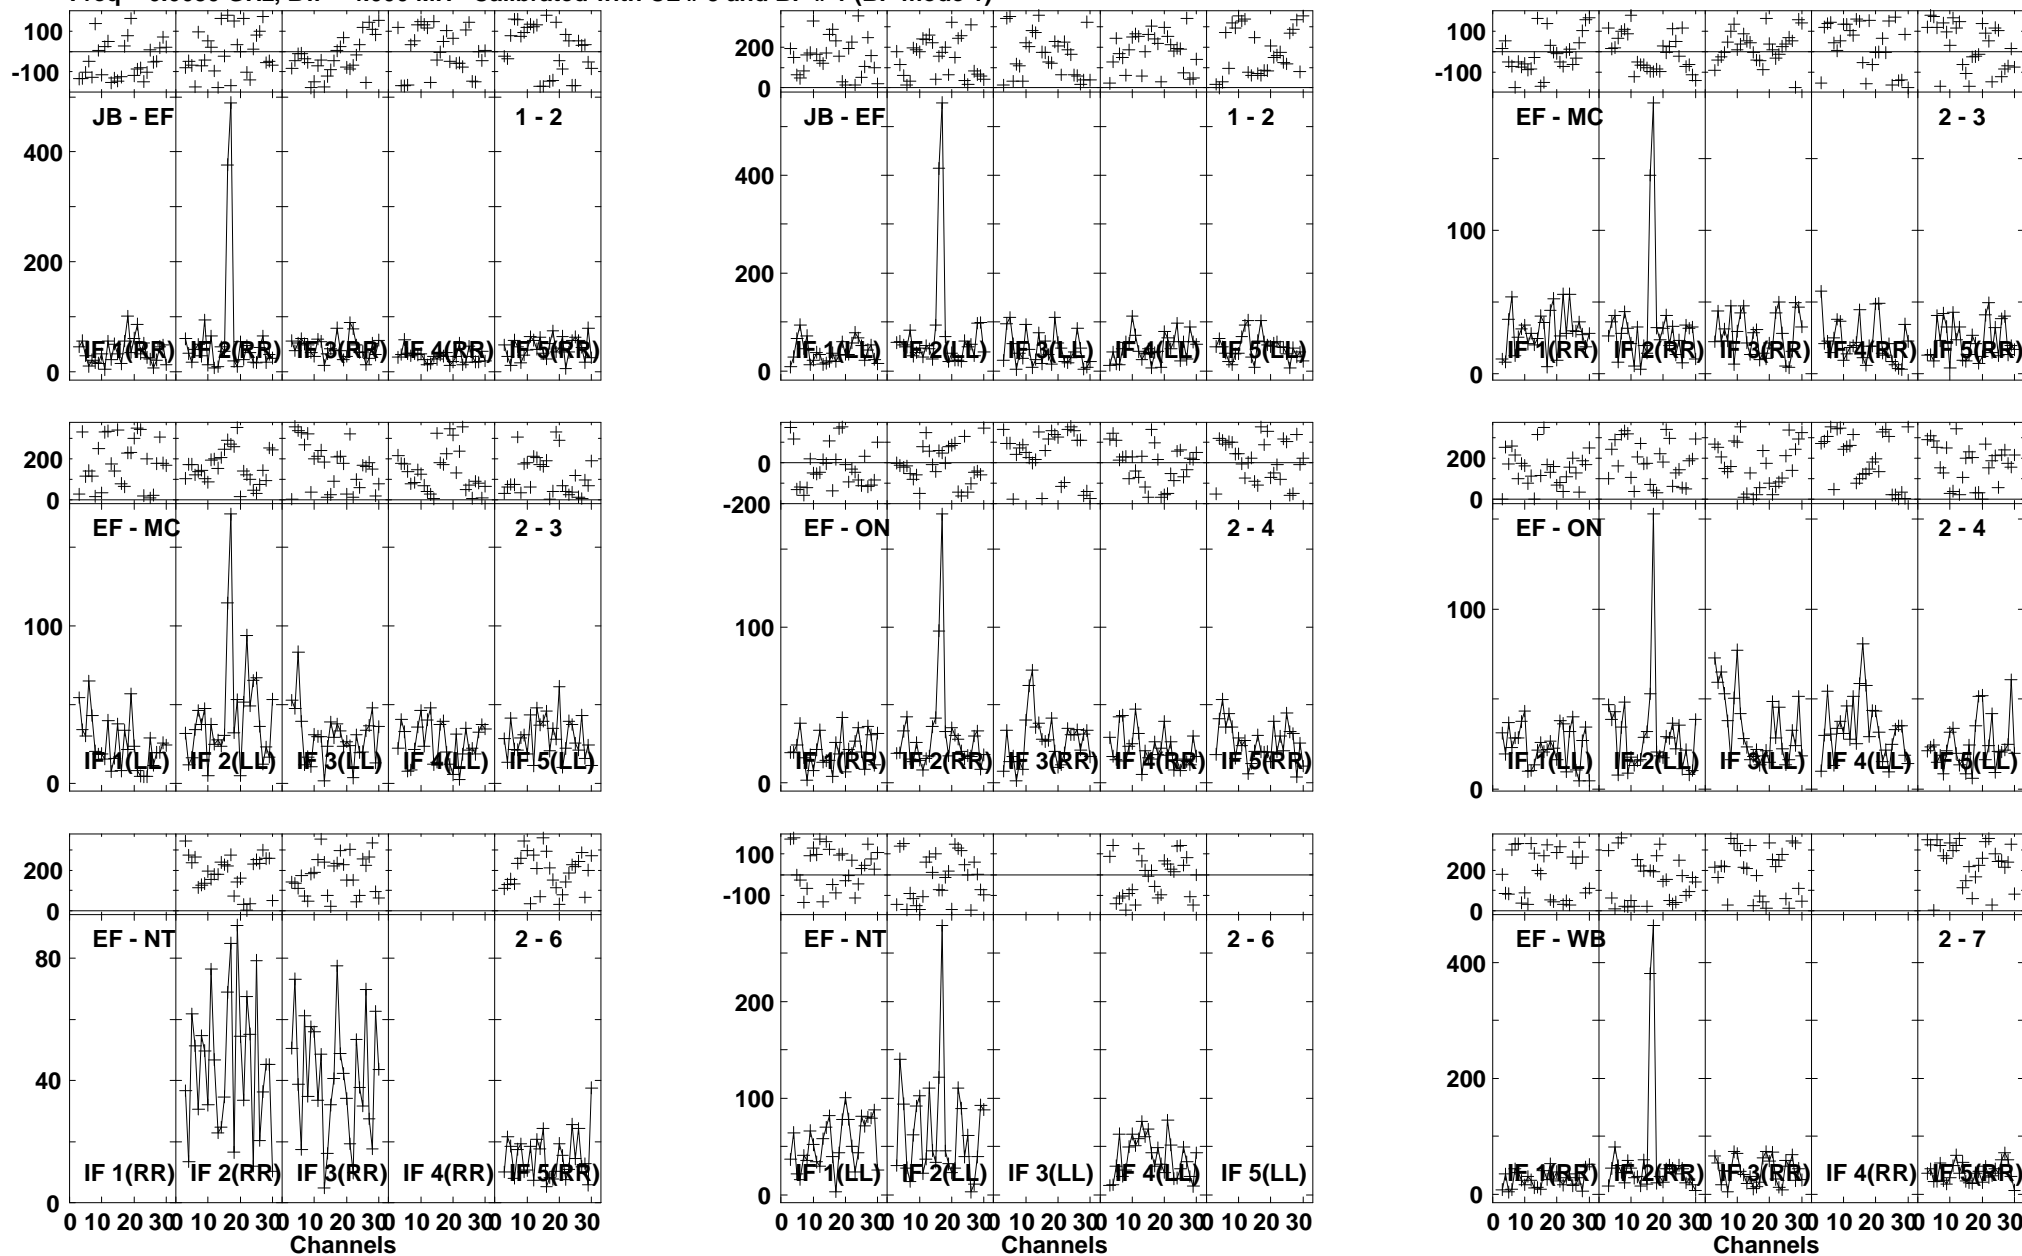 100 -100
JB - EF 1 - 2
400
200
0
IF 1(RR) IF 2(RR) IF 3(RR) IF 4(RR) IF 5(RR)
200
0
JB - EF 1 - 2
400
200
0
IF 1(LL) IF 2(LL) IF 3(LL) IF 4(LL) IF 5(LL)
100
-100
EF - MC 2 - 3
100
0
IF 1(RR) IF 2(RR) IF 3(RR) IF 4(RR) IF 5(RR)
200
0
EF - MC 2 - 3
100
0
IF 1(LL) IF 2(LL) IF 3(LL) IF 4(LL) IF 5(LL)
200
0
-200
EF - ON 2 - 4
100
0
IF 1(RR) IF 2(RR) IF 3(RR) IF 4(RR) IF 5(RR)
200
0
EF - ON 2 - 4
100
0
IF 1(LL) IF 2(LL) IF 3(LL) IF 4(LL) IF 5(LL)
200
0
EF - NT 2 - 6
80
40
0
IF 1(RR) IF 2(RR) IF 3(RR) IF 4(RR) IF 5(RR)
0 10 20 30 0 10 20 30 0 10 20 30 0 10 20 30 0 10 20 30
Channels
100
-100
EF - NT 2 - 6
200
100
0
IF 1(LL) IF 2(LL) IF 3(LL) IF 4(LL) IF 5(LL)
0 10 20 30 0 10 20 30 0 10 20 30 0 10 20 30 0 10 20 30
Channels
200
0
EF - WB 2 - 7
400
200
0
IF 1(RR) IF 2(RR) IF 3(RR) IF 4(RR) IF 5(RR)
0 10 20 30 0 10 20 30 0 10 20 30 0 10 20 30 0 10 20 30
Channels